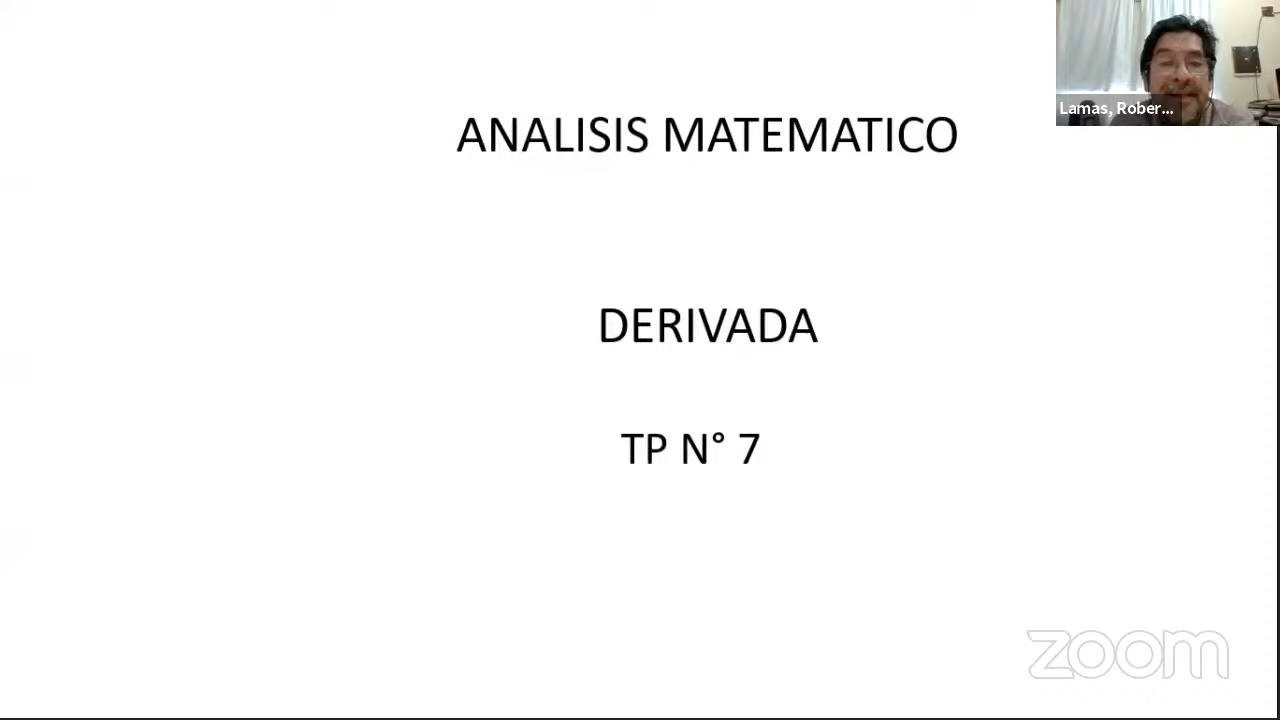 Lamas, Rober...
ANALISIS MATEMATICO
DERIVADA
TP N° 7
zoom